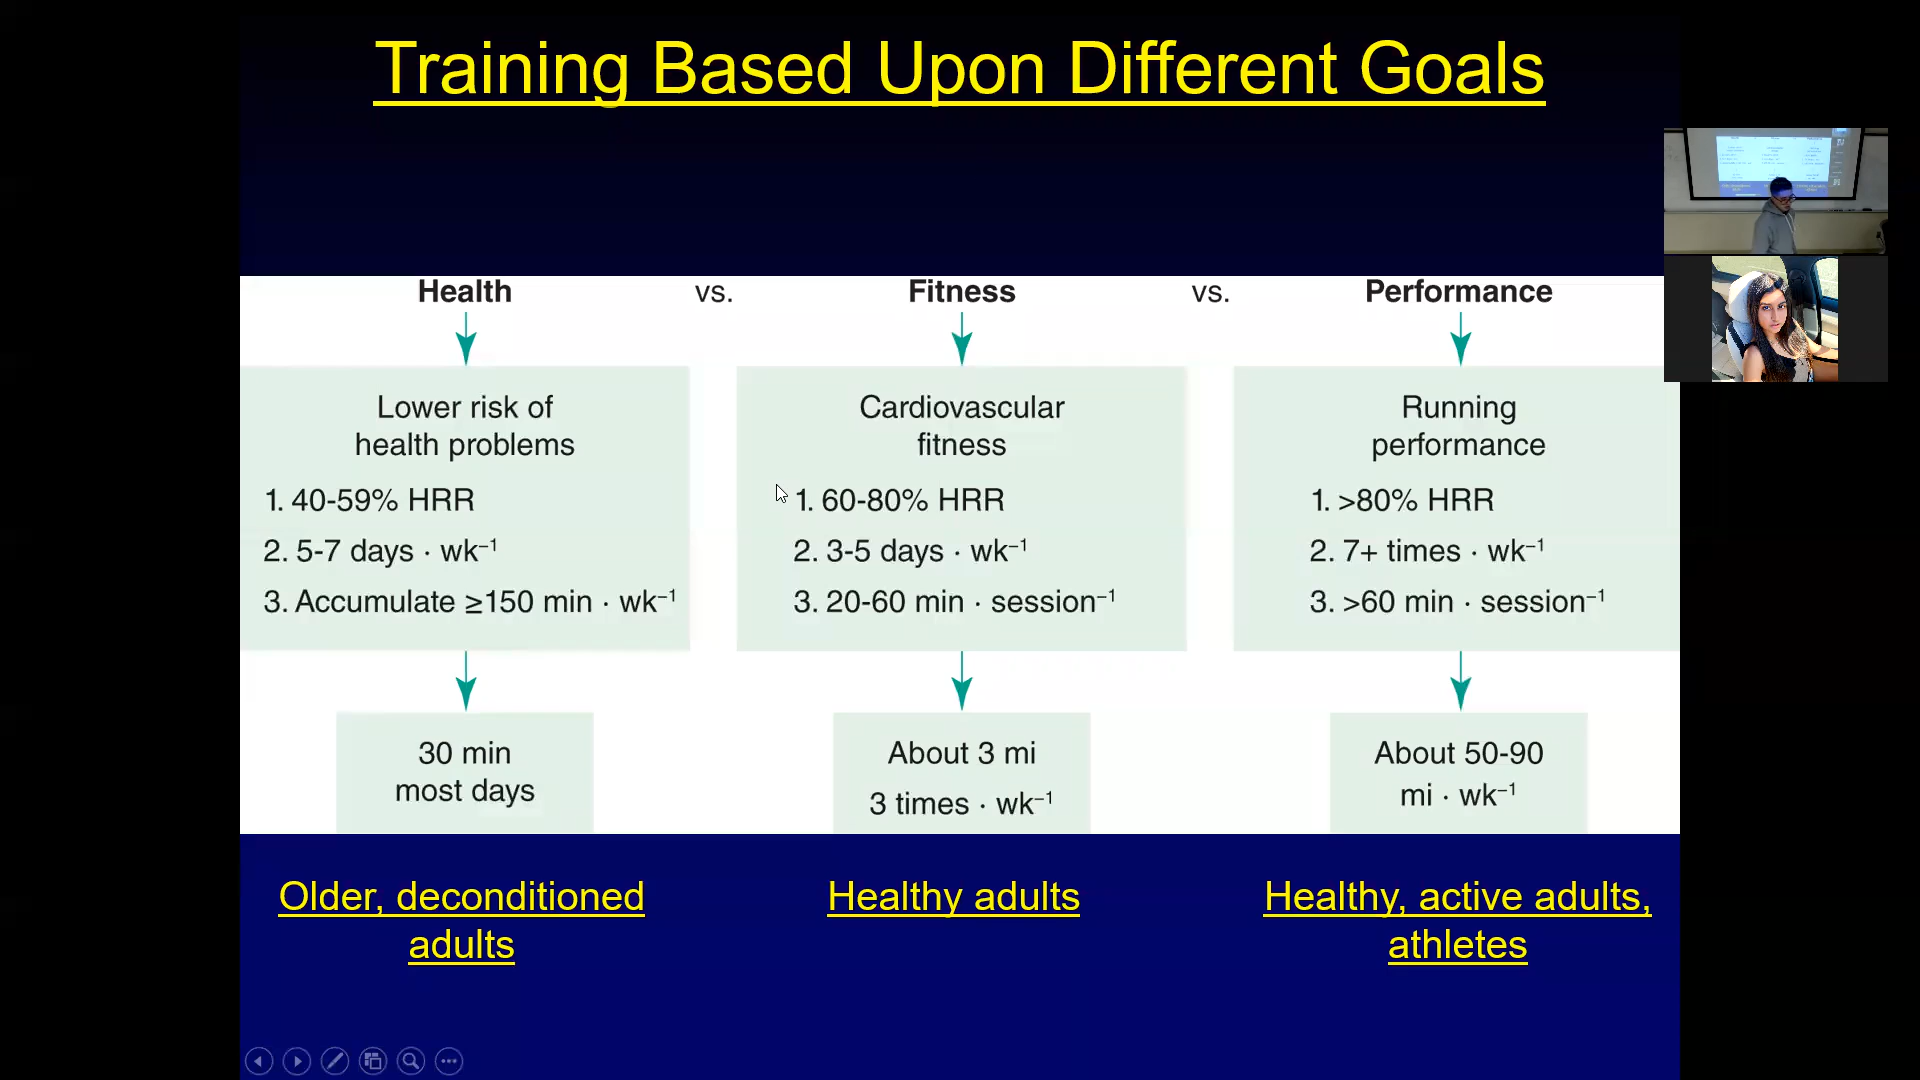 Training Based Upon Different Goals
Health vs. Fitness vs. Performance
Lower risk of
health problems
1. 40-59% HRR
2. 5-7 days · wk⁻¹
3. Accumulate ≥150 min · wk⁻¹
30 min
most days
Older, deconditioned
adults
Cardiovascular
fitness
1. 60-80% HRR
2. 3-5 days · wk⁻¹
3. 20-60 min · session⁻¹
About 3 mi
3 times · wk⁻¹
Healthy adults
Running
performance
1. >80% HRR
2. 7+ times · wk⁻¹
3. >60 min · session⁻¹
About 50-90
mi · wk⁻¹
Healthy, active adults,
athletes